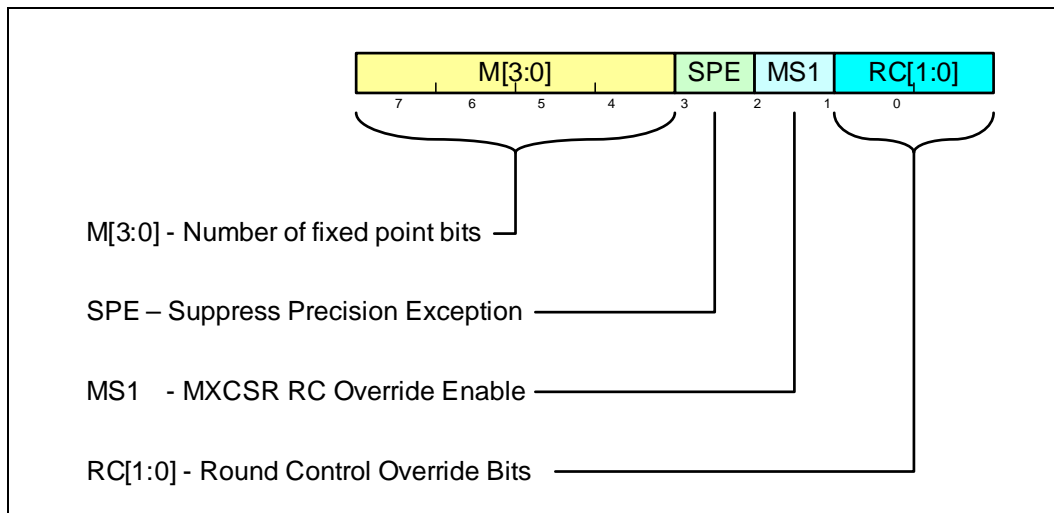 M[3:0] SPE MS1 RC[1:0]
7 6 5 4 3 2 1 0
M[3:0] - Number of fixed point bits
SPE – Suppress Precision Exception
MS1 - MXCSR RC Override Enable
RC[1:0] - Round Control Override Bits